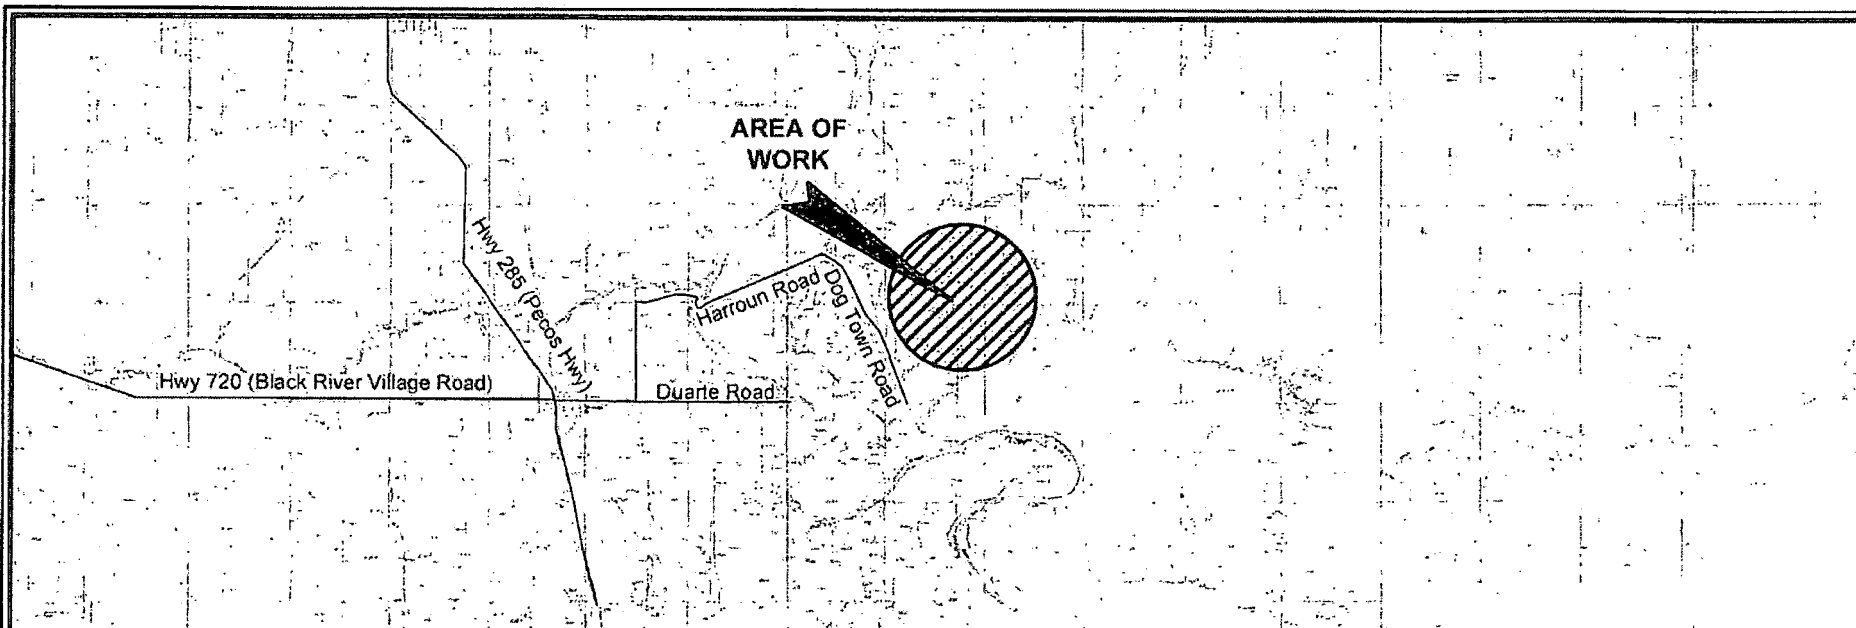 AREA OF
WORK
Hwy 285 (Pecos Hwy)
Harroun Road
Dog Town Road
Hwy 720 (Black River Village Road)
Duarte Road